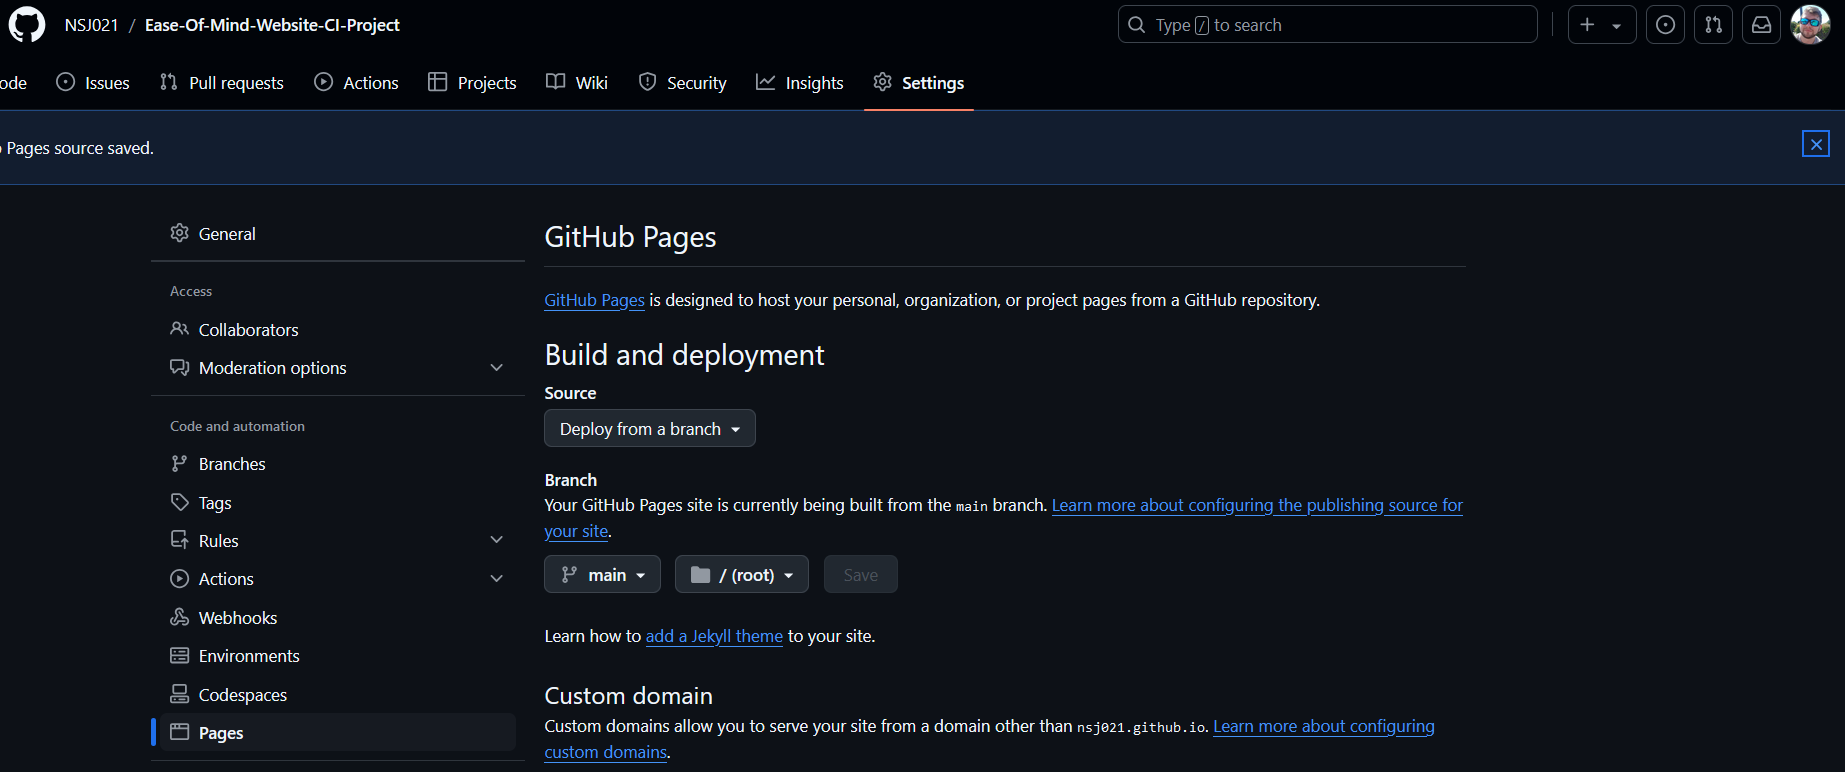 NSJ021 / Ease-Of-Mind-Website-CI-Project
Type / to search
ode Issues Pull requests Actions Projects Wiki Security Insights Settings
Pages source saved.
General
Access
Collaborators
Moderation options
Code and automation
Branches
Tags
Rules
Actions
Webhooks
Environments
Codespaces
Pages
GitHub Pages
GitHub Pages is designed to host your personal, organization, or project pages from a GitHub repository.
Build and deployment
Source
Deploy from a branch
Branch
Your GitHub Pages site is currently being built from the main branch. Learn more about configuring the publishing source for
your site.
main / (root) Save
Learn how to add a Jekyll theme to your site.
Custom domain
Custom domains allow you to serve your site from a domain other than nsj021.github.io. Learn more about configuring
custom domains.